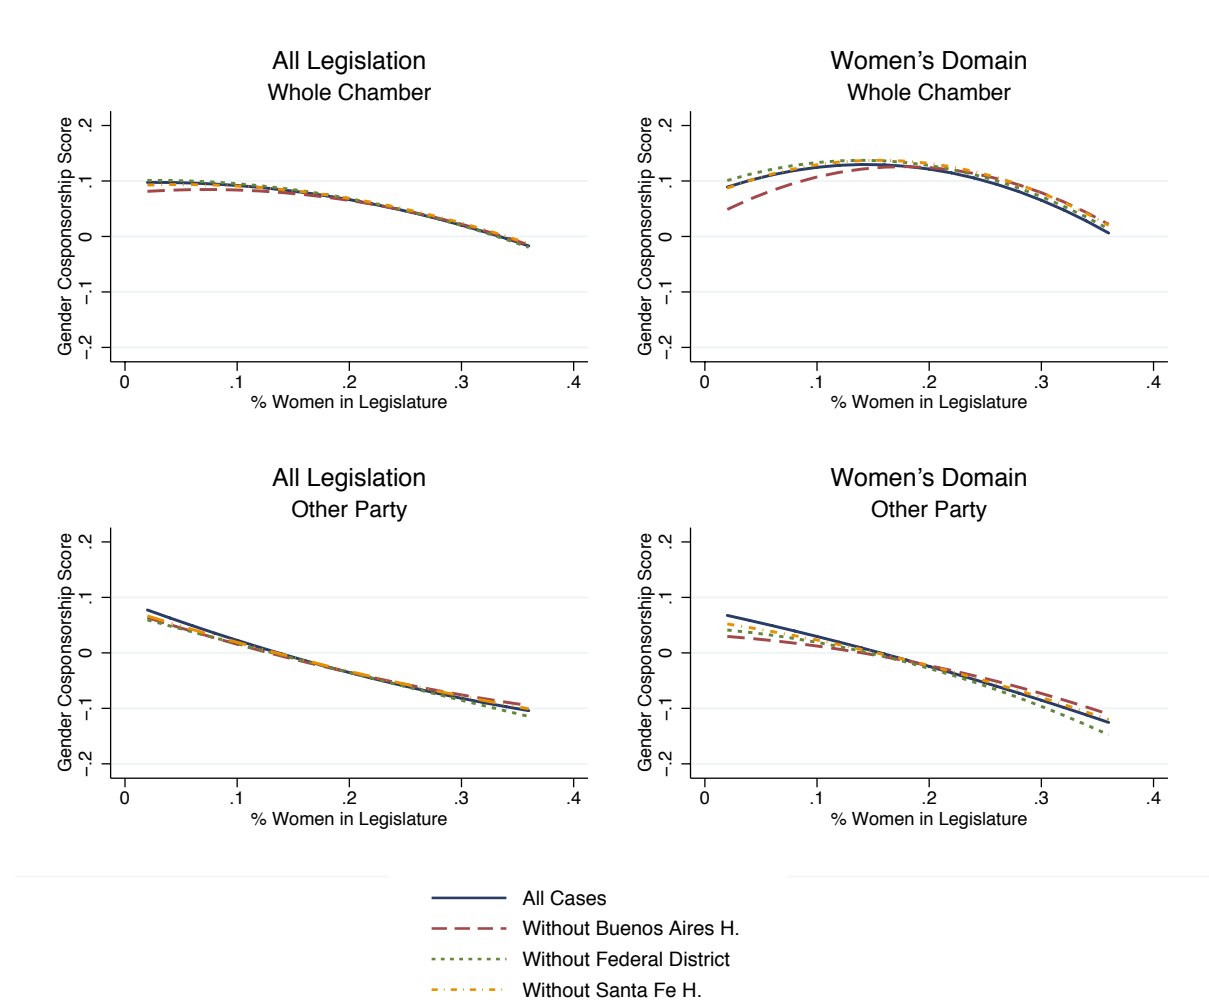 All Legislation
Whole Chamber
Gender Cosponsorship Score
.2
.1
0
-.1
-.2
0 .1 .2 .3 .4
% Women in Legislature
Women's Domain
Whole Chamber
Gender Cosponsorship Score
.2
.1
0
-.1
-.2
0 .1 .2 .3 .4
% Women in Legislature
All Legislation
Other Party
Gender Cosponsorship Score
.2
.1
0
-.1
-.2
0 .1 .2 .3 .4
% Women in Legislature
Women's Domain
Other Party
Gender Cosponsorship Score
.2
.1
0
-.1
-.2
0 .1 .2 .3 .4
% Women in Legislature
All Cases
Without Buenos Aires H.
Without Federal District
Without Santa Fe H.